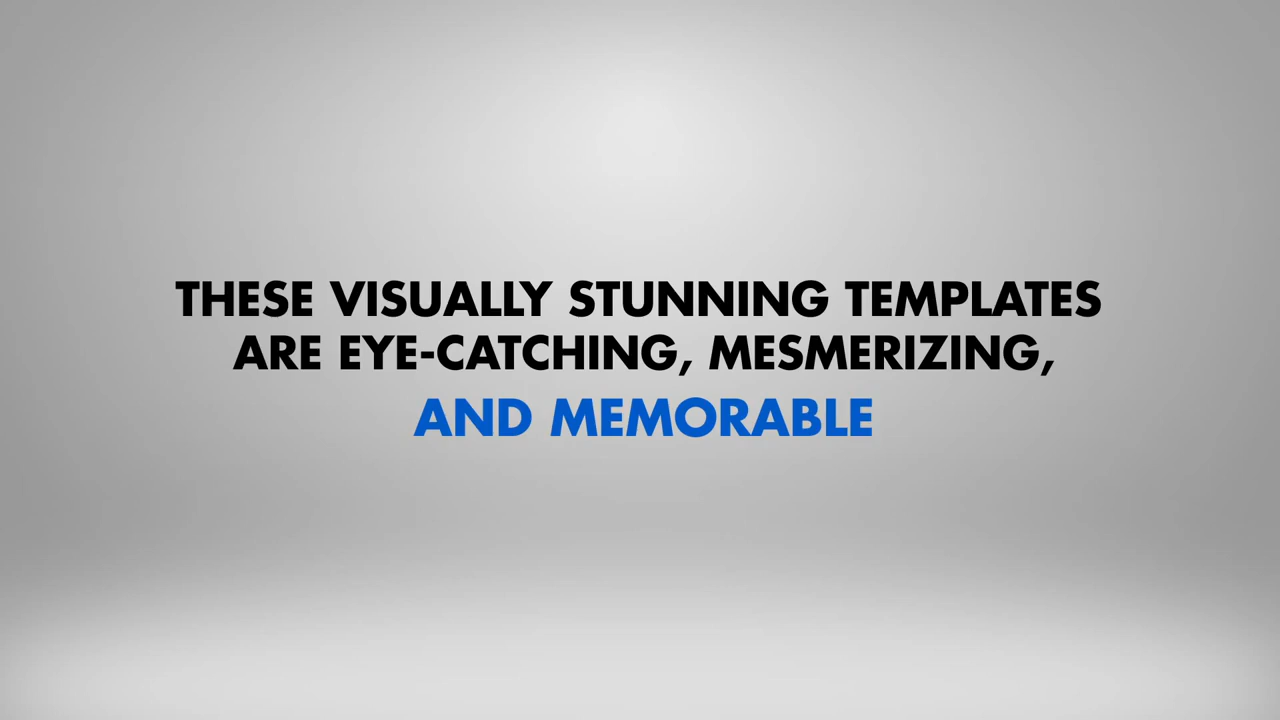 THESE VISUALLY STUNNING TEMPLATES
ARE EYE-CATCHING, MESMERIZING,
AND MEMORABLE